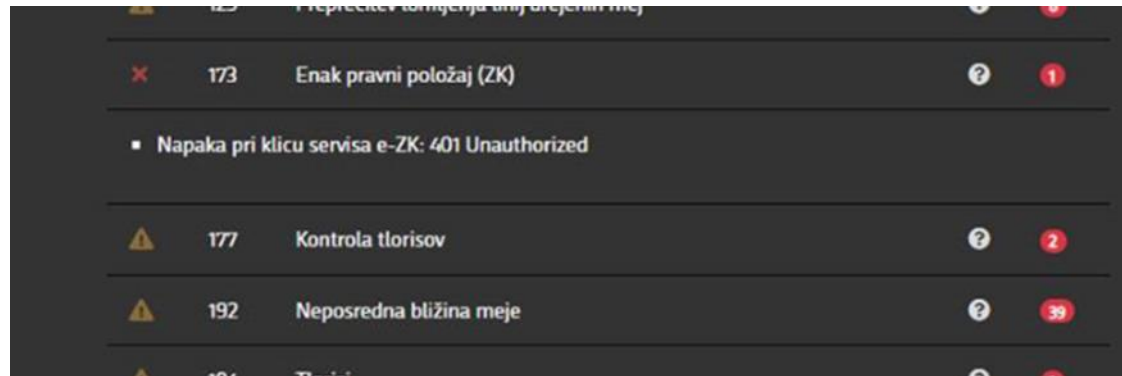 173 Enak pravni položaj (ZK) ? 1
▪ Napaka pri klicu servisa e-ZK: 401 Unauthorized
177 Kontrola tlorisov ? 2
192 Neposredna bližina meje ? 39